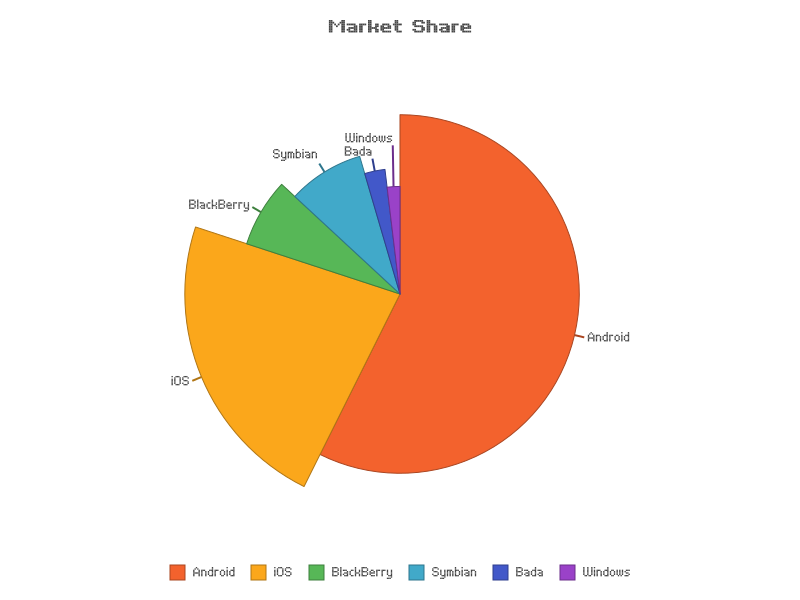 Market Share
Windows
Bada
Symbian
BlackBerry
Android
iOS
Android iOS BlackBerry Symbian Bada Windows